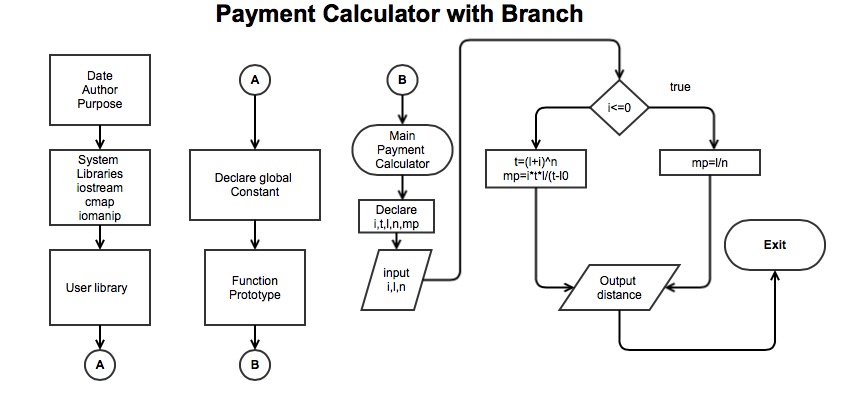 Payment Calculator with Branch
Date
Author
Purpose
System
Libraries
iostream
cmap
iomanip
User library
A
A
Declare global
Constant
Function
Prototype
B
B
Main
Payment
Calculator
Declare
i,t,l,n,mp
input
i,l,n
i<=0
true
t=(l+i)^n
mp=i*t*l/(t-l0
mp=l/n
Output
distance
Exit